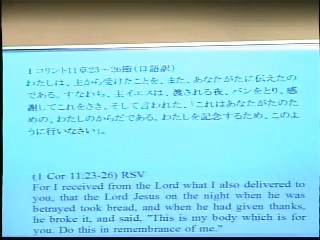 1コリント11章23~26節(口語訳)
わたしは、主から受けたことを、また、あなたがたに伝えたの
である。すなわち、主イエスは、渡される夜、パンをとり、感
謝してこれをさき、そして言われた、「これはあなたがたのた
めの、わたしのからだである。わたしを記念するため、このよ
うに行いなさい」。
(1 Cor 11:23-26) RSV
For I received from the Lord what I also delivered to
you, that the Lord Jesus on the night when he was
betrayed took bread, and when he had given thanks,
he broke it, and said, "This is my body which is for
you. Do this in remembrance of me."